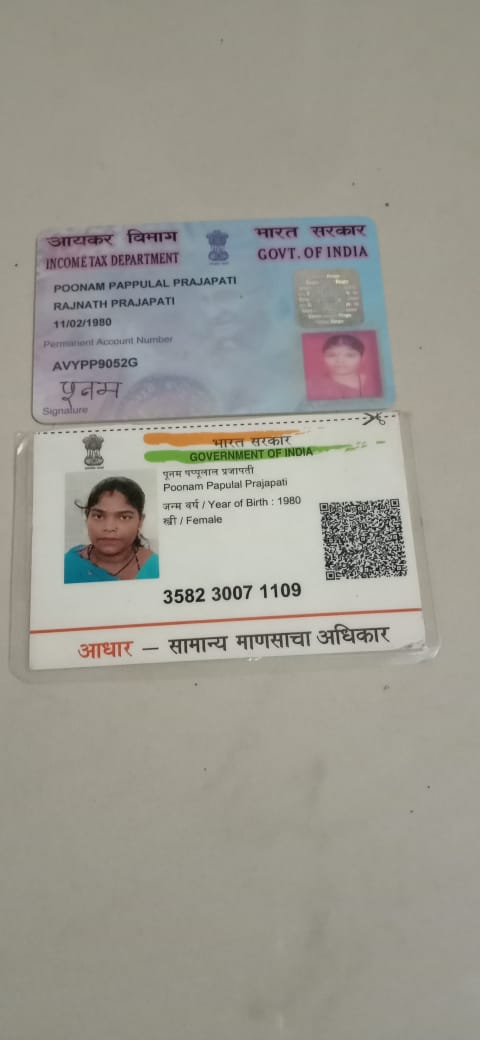 आयकर विभाग
INCOME TAX DEPARTMENT
भारत सरकार
GOVT. OF INDIA
POONAM PAPPULAL PRAJAPATI
RAJNATH PRAJAPATI
11/02/1980
Permanent Account Number
AVYPP9052G
पूनम
Signature
भारत सरकार
GOVERNMENT OF INDIA
पूनम पप्पूलाल प्रजापती
Poonam Papulal Prajapati
जन्म वर्ष / Year of Birth : 1980
स्त्री / Female
3582 3007 1109
आधार — सामान्य माणसाचा अधिकार